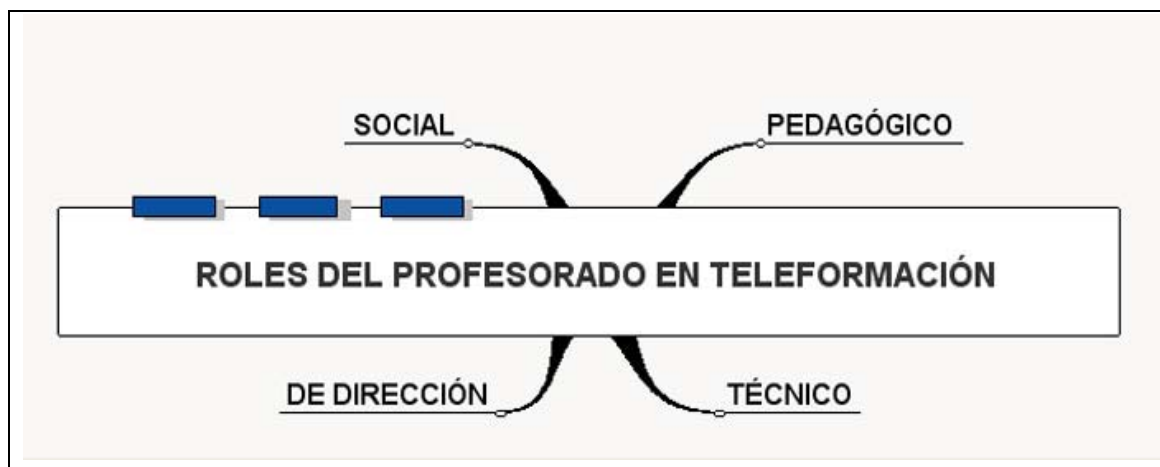 SOCIAL
PEDAGÓGICO
ROLES DEL PROFESORADO EN TELEFORMACIÓN
DE DIRECCIÓN
TÉCNICO